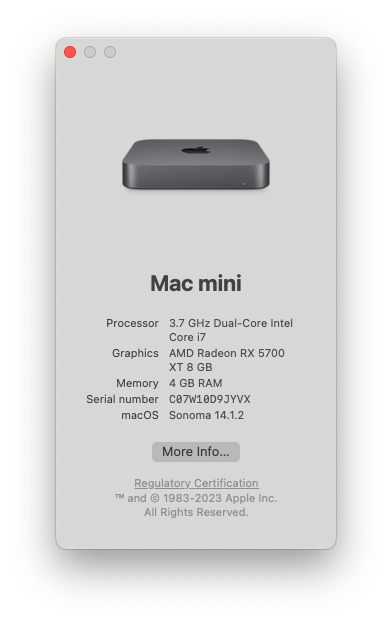 Mac mini
Processor 3.7 GHz Dual-Core Intel
Core i7
Graphics AMD Radeon RX 5700
XT 8 GB
Memory 4 GB RAM
Serial number C07W10D9JYVX
macOS Sonoma 14.1.2
More Info...
Regulatory Certification
™ and © 1983-2023 Apple Inc.
All Rights Reserved.